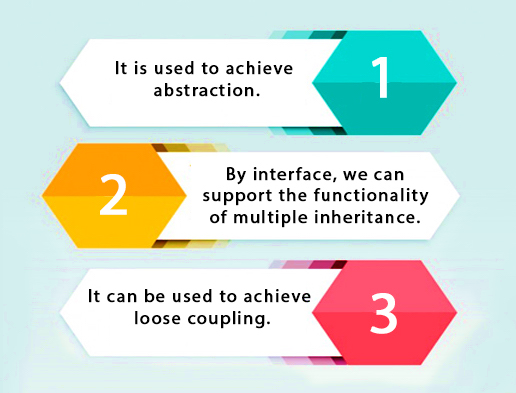 It is used to achieve
abstraction.
1
2
By interface, we can
support the functionality
of multiple inheritance.
It can be used to achieve
loose coupling.
3